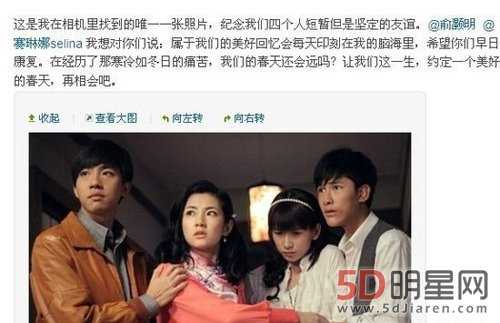 这是我在相机里找到的唯一一张照片，纪念我们四个人短暂但是坚定的友谊。@俞灏明 @
赛琳娜selina 我想对你们说：属于我们的美好回忆会每天印刻在我的脑海里，希望你们早日
康复。在经历了那寒冷如冬日的痛苦，我们的春天还会远吗？让我们这一生，约定一个美好
的春天，再相会吧。
收起 查看大图 向左转 向右转
5D明星网
www.5djiaren.com